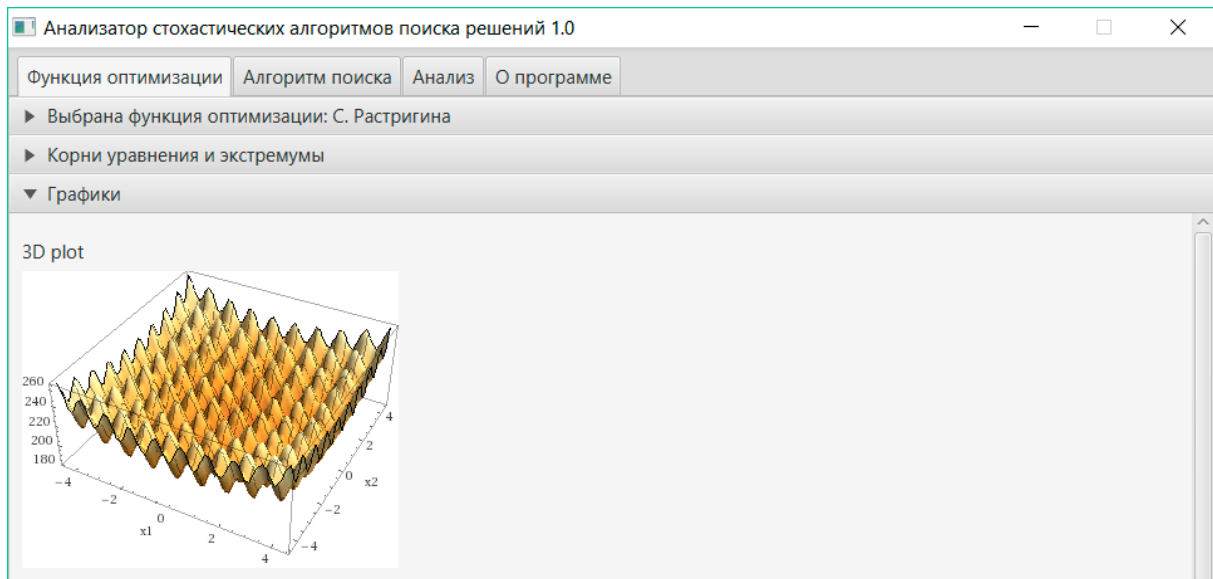 Анализатор стохастических алгоритмов поиска решений 1.0
Функция оптимизации Алгоритм поиска Анализ О программе
Выбрана функция оптимизации: С. Растригина
Корни уравнения и экстремумы
Графики
3D plot
260
240
220
200
180
−4
−2
0
2
4
x1
4
2
0
x2
−2
−4